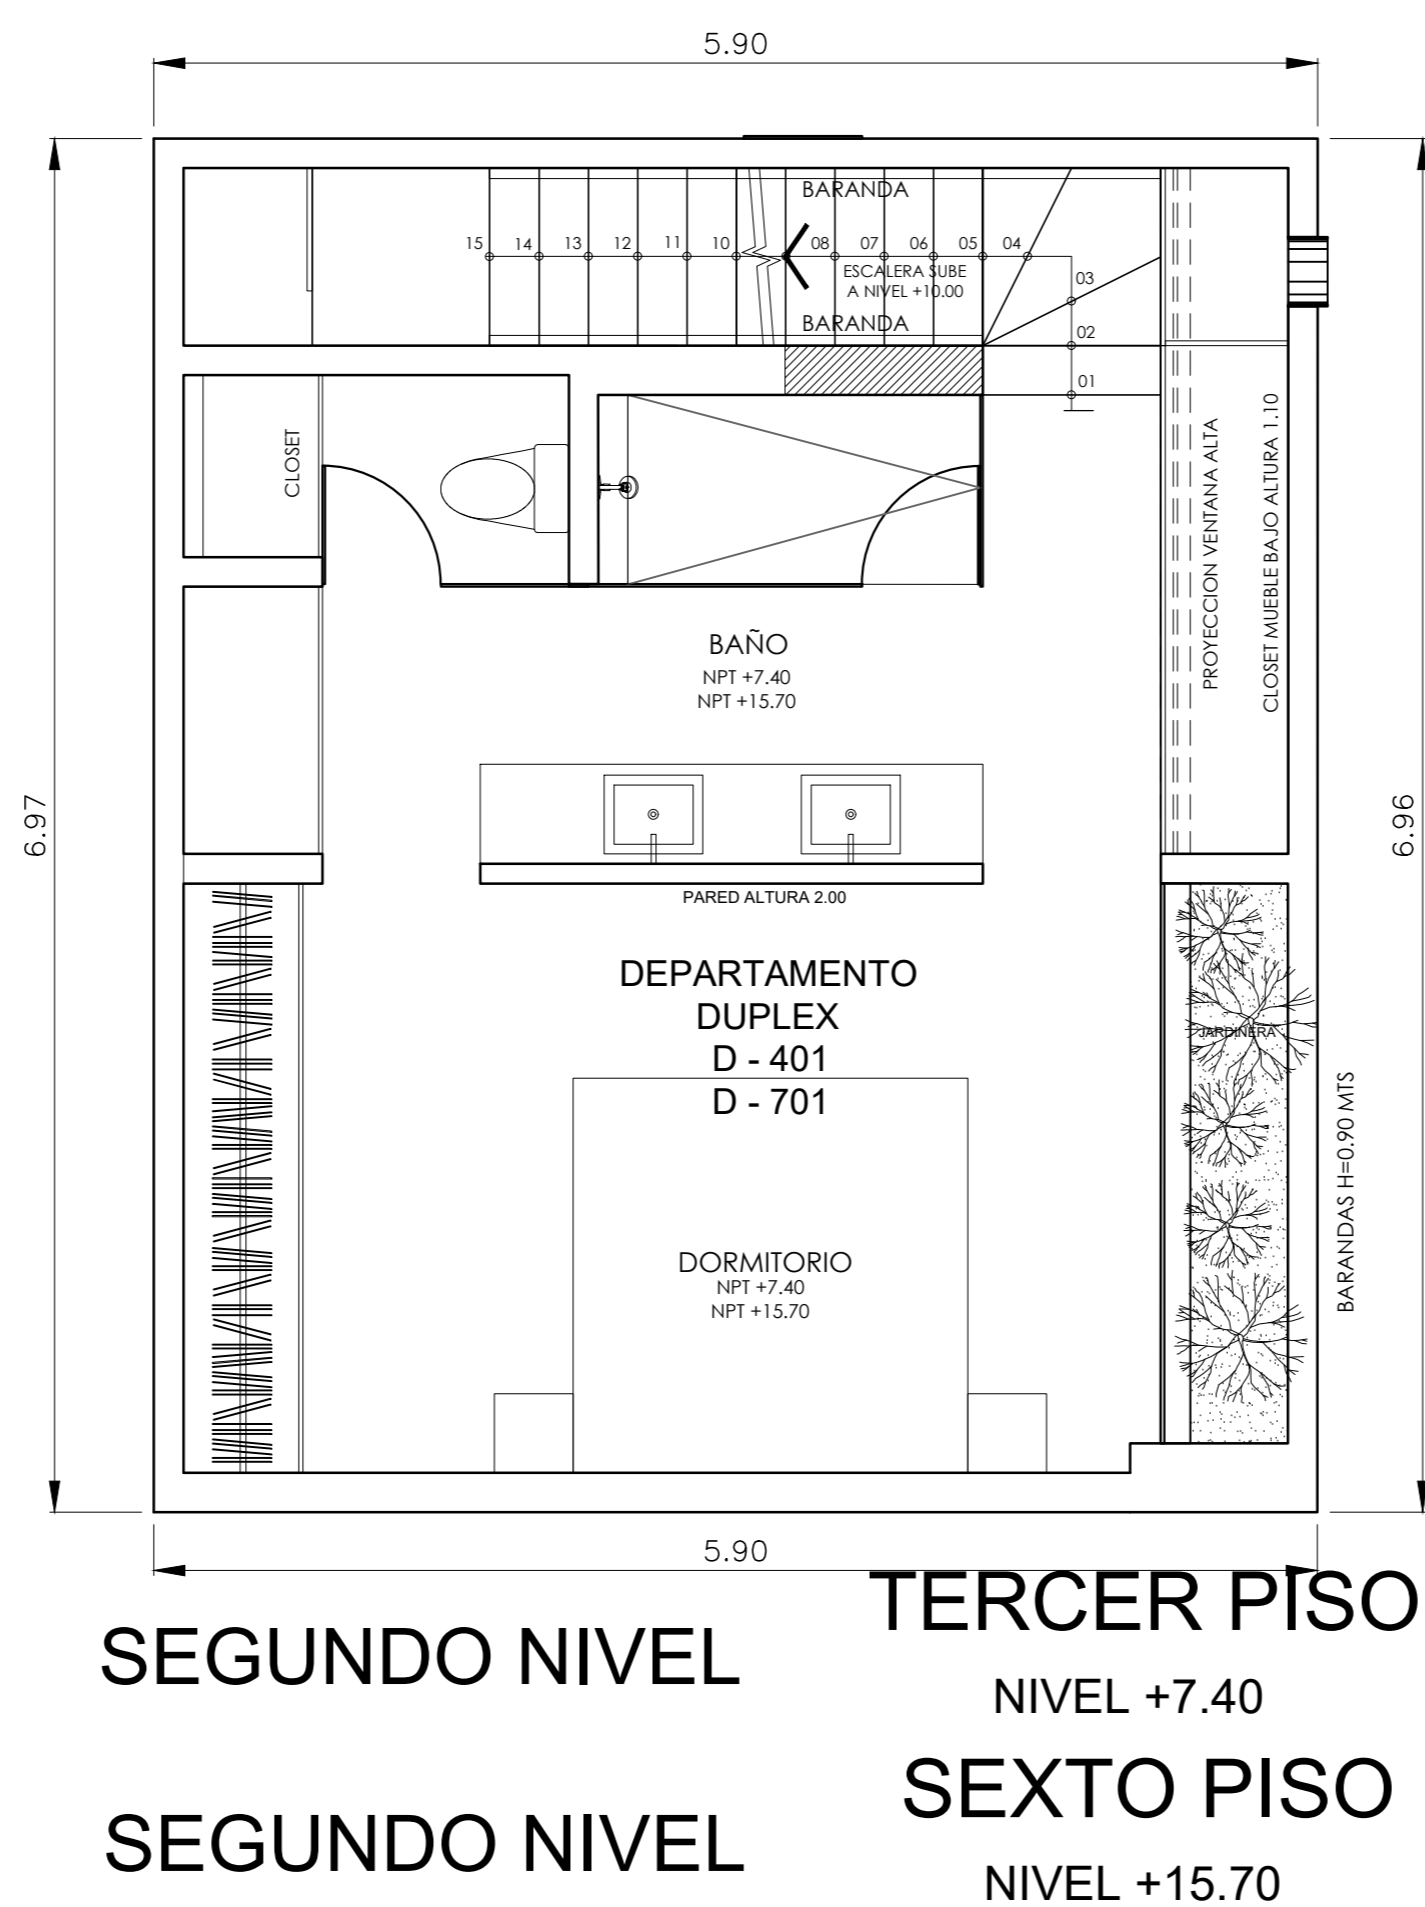 5.90
BARANDA
15
14
13
12
11
10
08
07
06
05
04
ESCALERA SUBE
A NIVEL +10.00
03
BARANDA
02
01
CLOSET
PROYECCION VENTANA ALTA
CLOSET MUEBLE BAJO ALTURA 1.10
BAÑO
NPT +7.40
NPT +15.70
6.97
6.96
PARED ALTURA 2.00
DEPARTAMENTO
DUPLEX
D - 401
D - 701
JARDINERA
BARANDAS H=0.90 MTS
DORMITORIO
NPT +7.40
NPT +15.70
5.90
TERCER PISO
SEGUNDO NIVEL
NIVEL +7.40
SEXTO PISO
SEGUNDO NIVEL
NIVEL +15.70